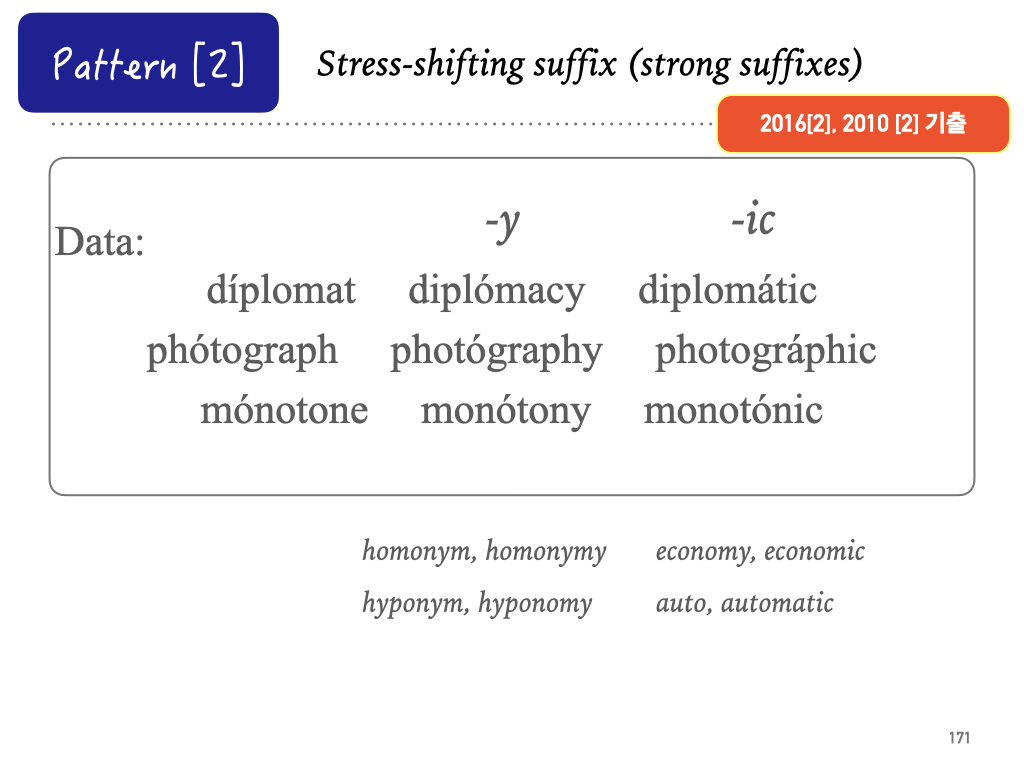 Pattern [2]
Stress-shifting suffix (strong suffixes)
2016[2], 2010 [2] 기출
-y -ic
Data:
díplomat diplómacy diplomátic
phótograph photógraphy photográphic
mónotone monótony monotónic
homonym, homonymy economy, economic
hyponym, hyponomy auto, automatic
171